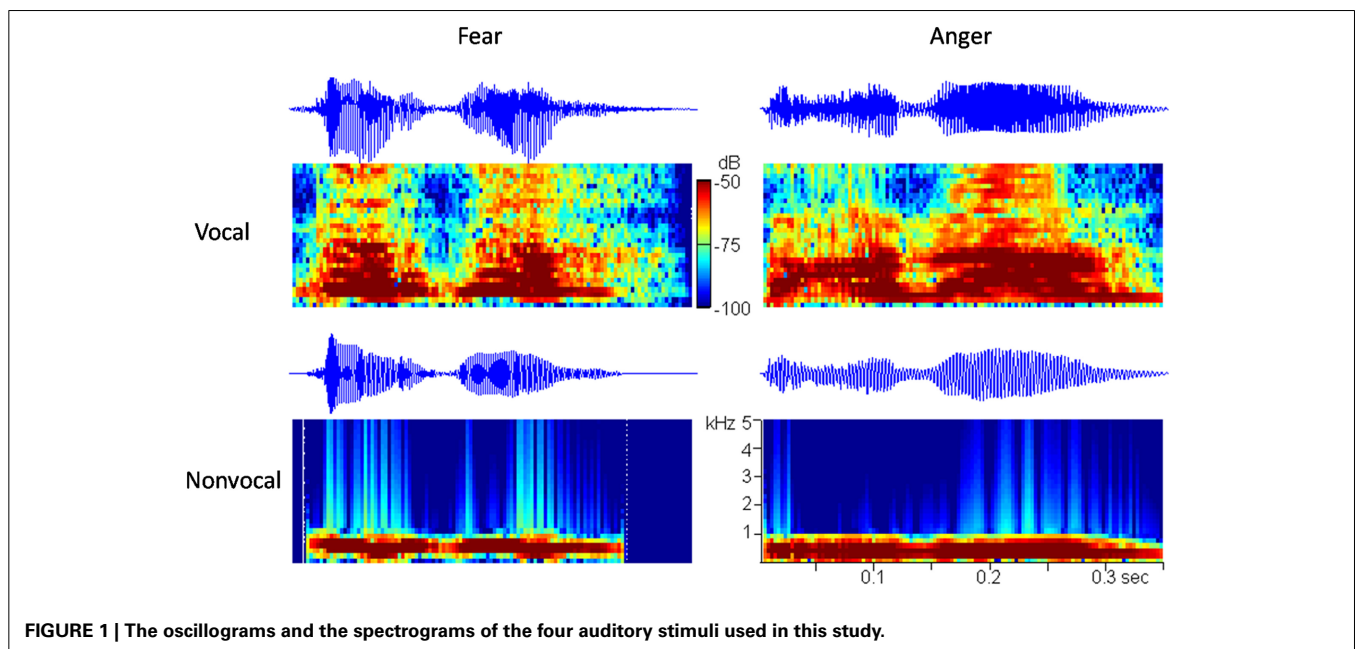 Fear
Anger
Vocal
dB
-50
-75
-100
Nonvocal
kHz 5
4
3
2
1
0.1
0.2
0.3 sec
FIGURE 1 | The oscillograms and the spectrograms of the four auditory stimuli used in this study.